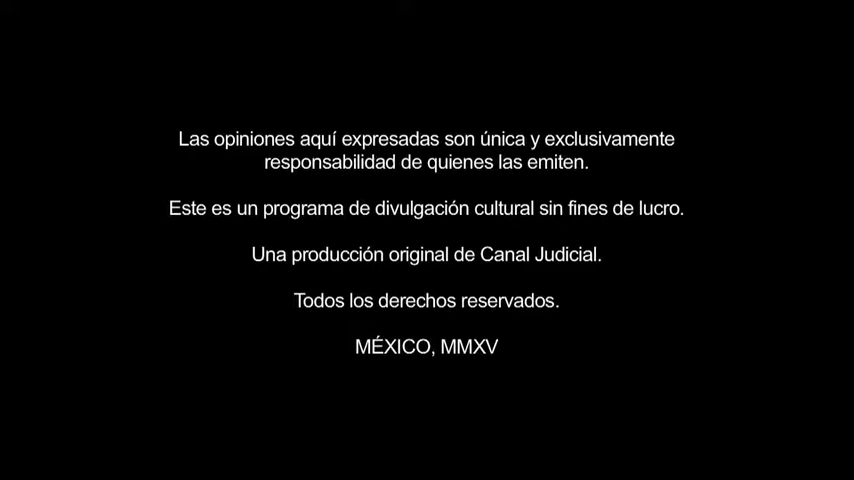 Las opiniones aquí expresadas son única y exclusivamente
responsabilidad de quienes las emiten.
Este es un programa de divulgación cultural sin fines de lucro.
Una producción original de Canal Judicial.
Todos los derechos reservados.
MÉXICO, MMXV